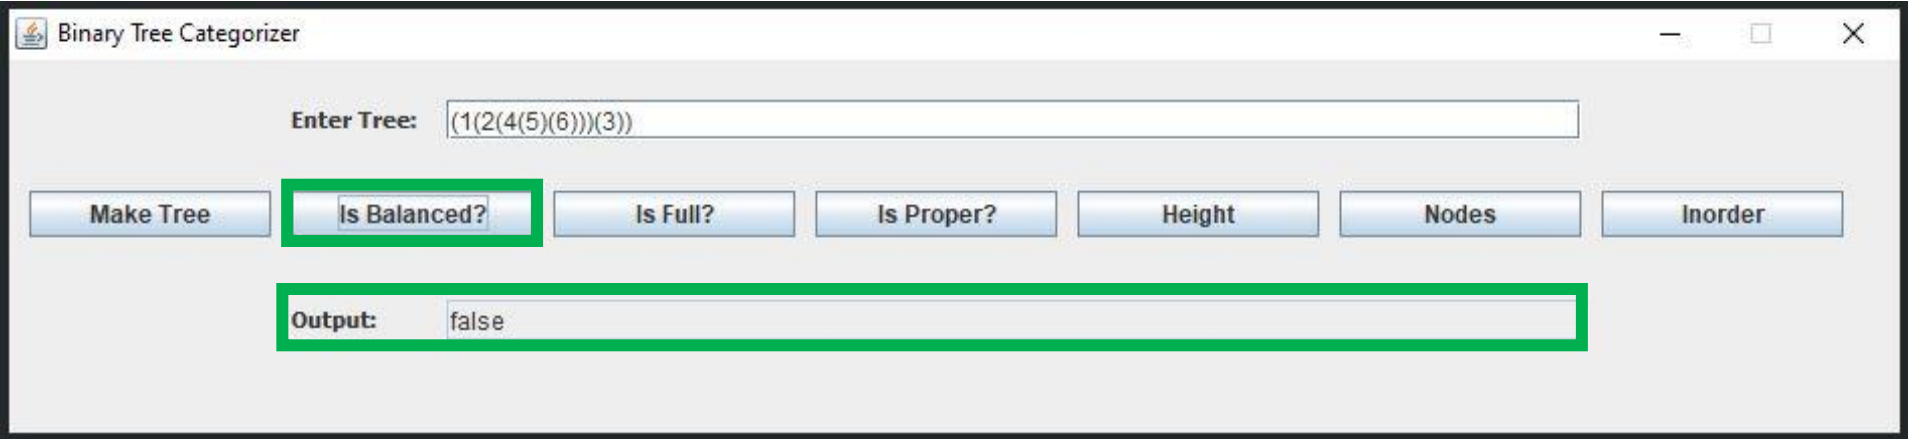 Binary Tree Categorizer
Enter Tree: (1(2(4(5)(6)))(3))
Make Tree Is Balanced? Is Full? Is Proper? Height Nodes Inorder
Output: false